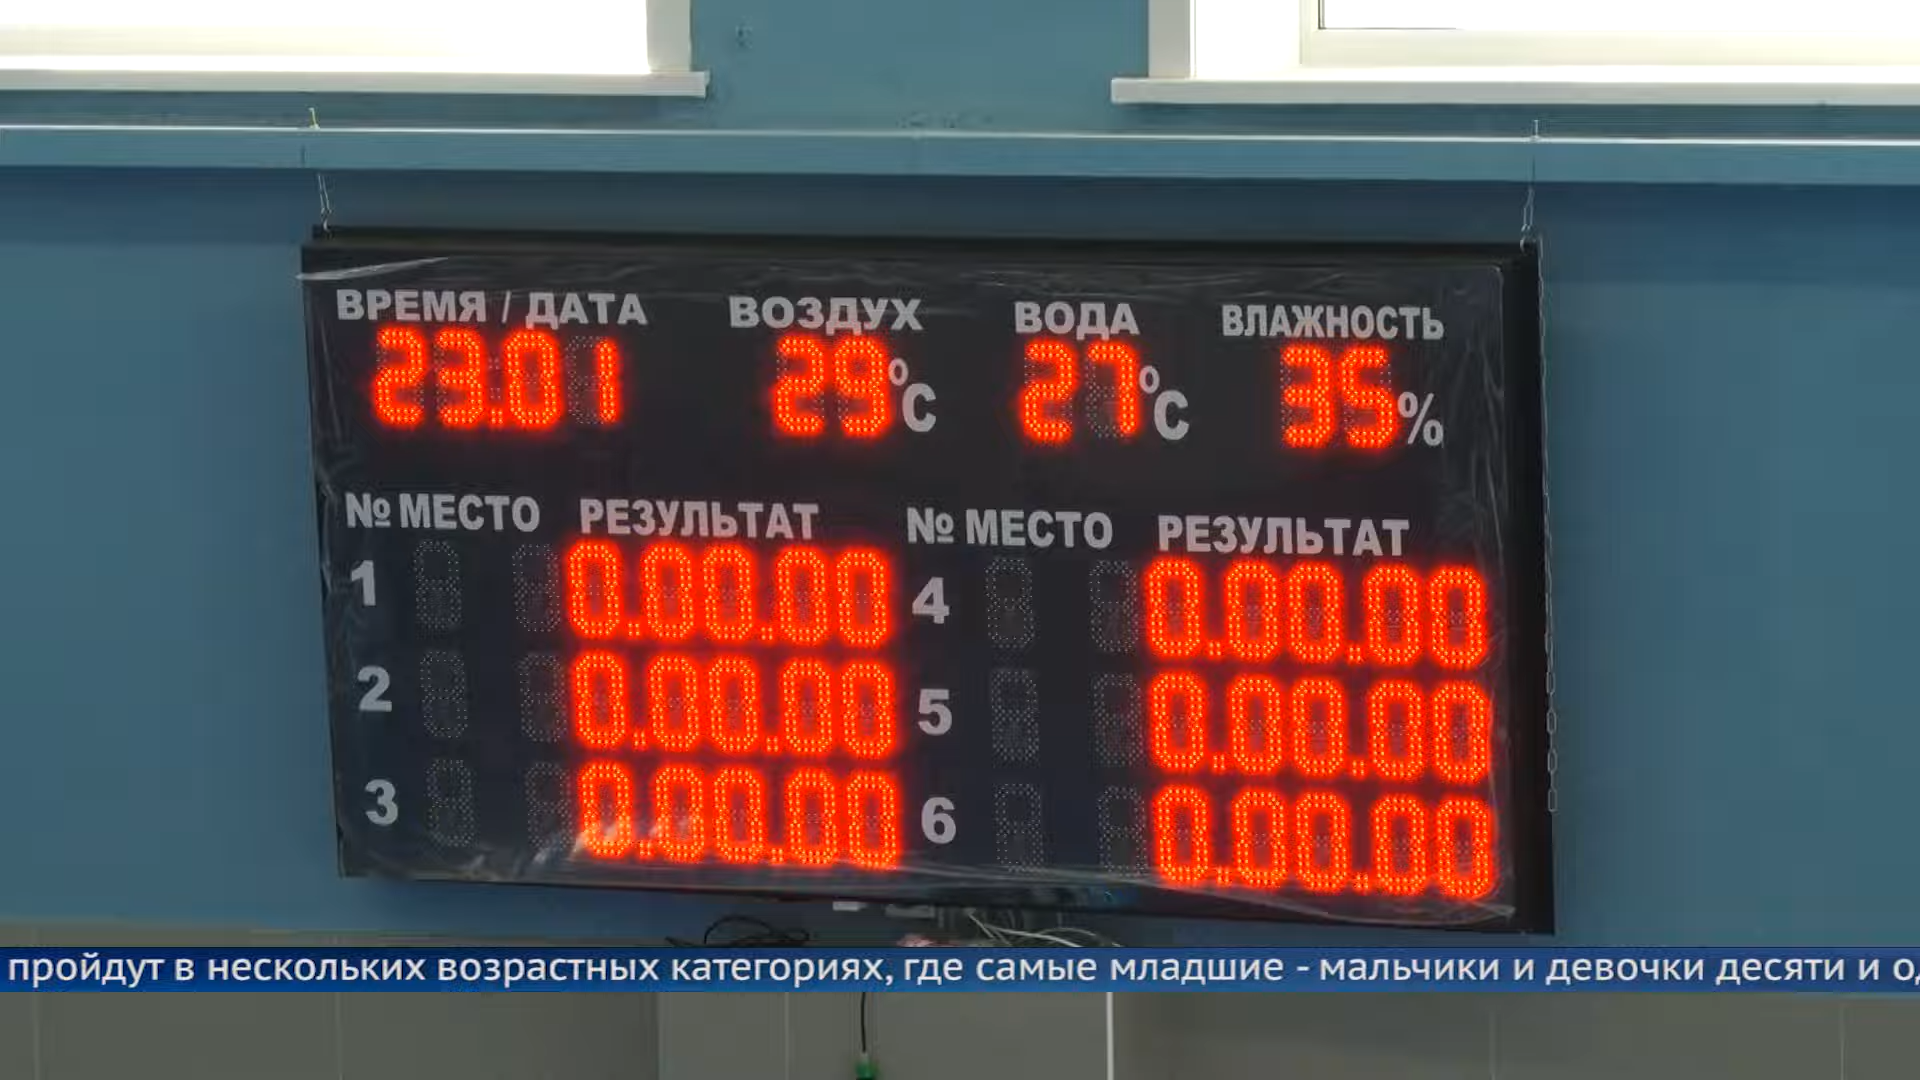 ВРЕМЯ / ДАТА ВОЗДУХ ВОДА ВЛАЖНОСТЬ
23.01 29°C 27°C 35%
№ МЕСТО РЕЗУЛЬТАТ № МЕСТО РЕЗУЛЬТАТ
1 0.00:00 4 0.00:00
2 0.00:00 5 0.00:00
3 0.00:00 6 0.00:00
пройдут в нескольких возрастных категориях, где самые младшие - мальчики и девочки десяти и